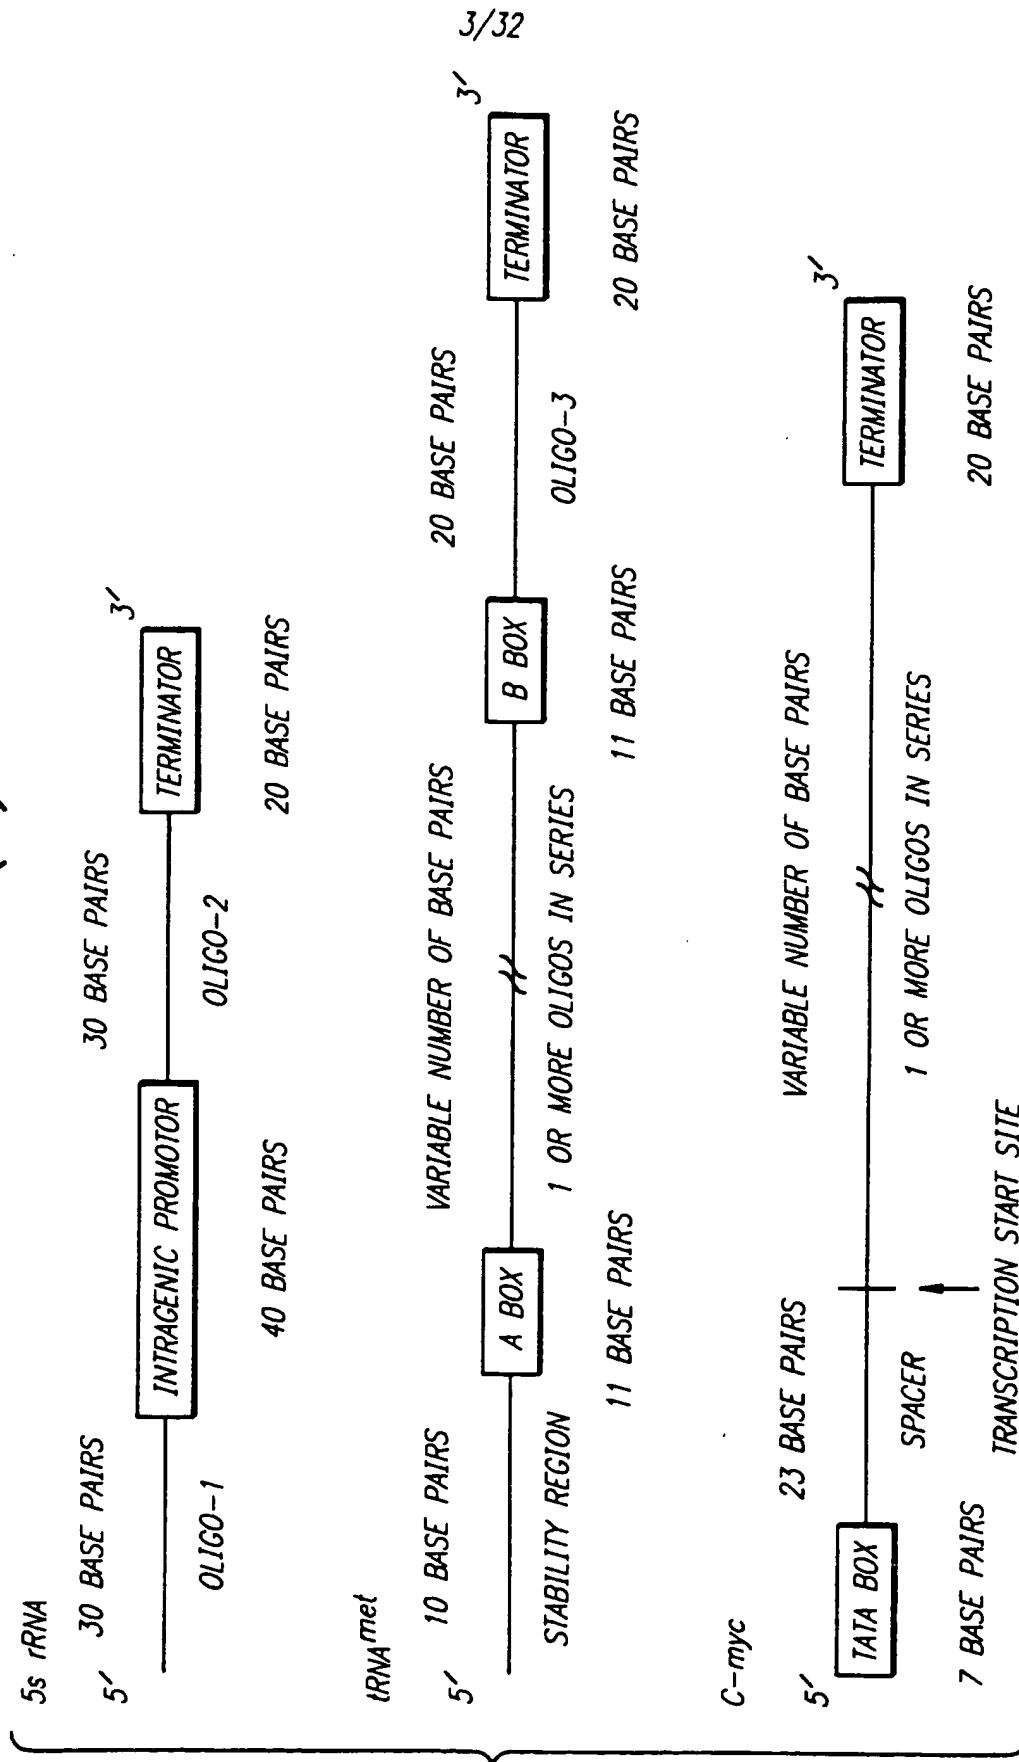 3/32
5s rRNA
5′
30 BASE PAIRS
30 BASE PAIRS
3′
INTRAGENIC PROMOTOR
TERMINATOR
OLIGO-1
OLIGO-2
40 BASE PAIRS
20 BASE PAIRS
tRNAmet
5′
10 BASE PAIRS
VARIABLE NUMBER OF BASE PAIRS
20 BASE PAIRS
3′
A BOX
B BOX
TERMINATOR
STABILITY REGION
1 OR MORE OLIGOS IN SERIES
OLIGO-3
11 BASE PAIRS
11 BASE PAIRS
20 BASE PAIRS
C-myc
5′
23 BASE PAIRS
VARIABLE NUMBER OF BASE PAIRS
3′
TATA BOX
TERMINATOR
SPACER
1 OR MORE OLIGOS IN SERIES
7 BASE PAIRS
TRANSCRIPTION START SITE
20 BASE PAIRS